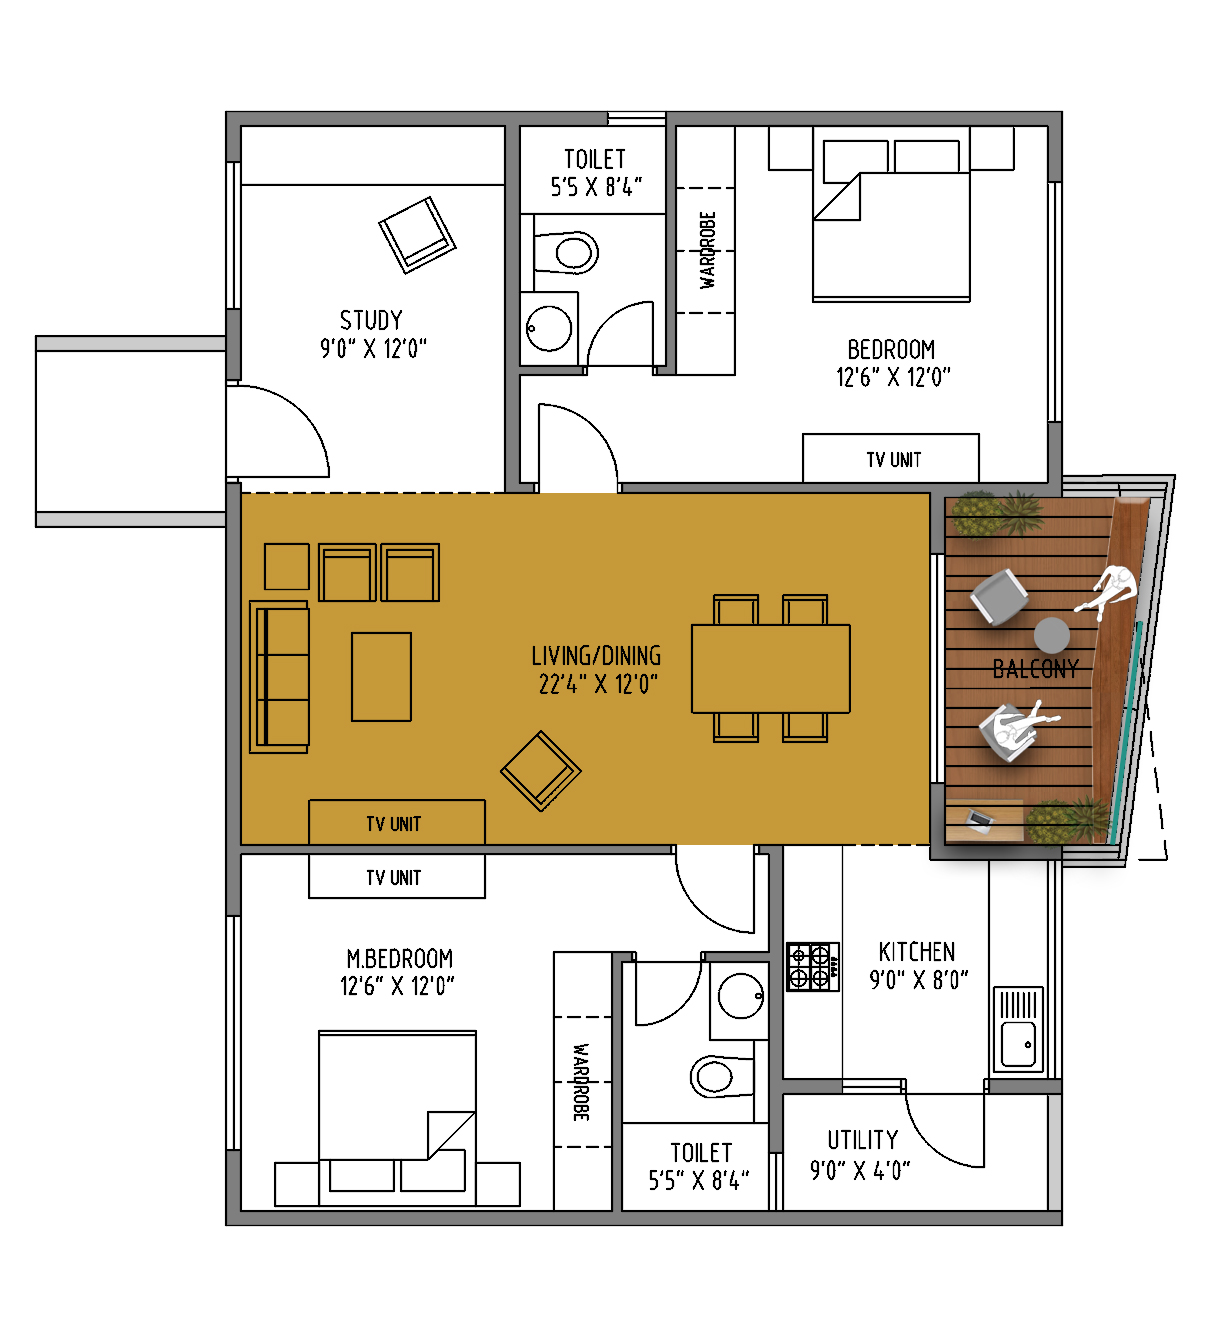 TOILET
5'5 X 8'4"
WARDROBE
STUDY
9'0" X 12'0"
BEDROOM
12'6" X 12'0"
TV UNIT
LIVING/DINING
22'4" X 12'0"
BALCONY
TV UNIT
TV UNIT
M.BEDROOM
12'6" X 12'0"
KITCHEN
9'0" X 8'0"
WARDROBE
TOILET
5'5" X 8'4"
UTILITY
9'0" X 4'0"